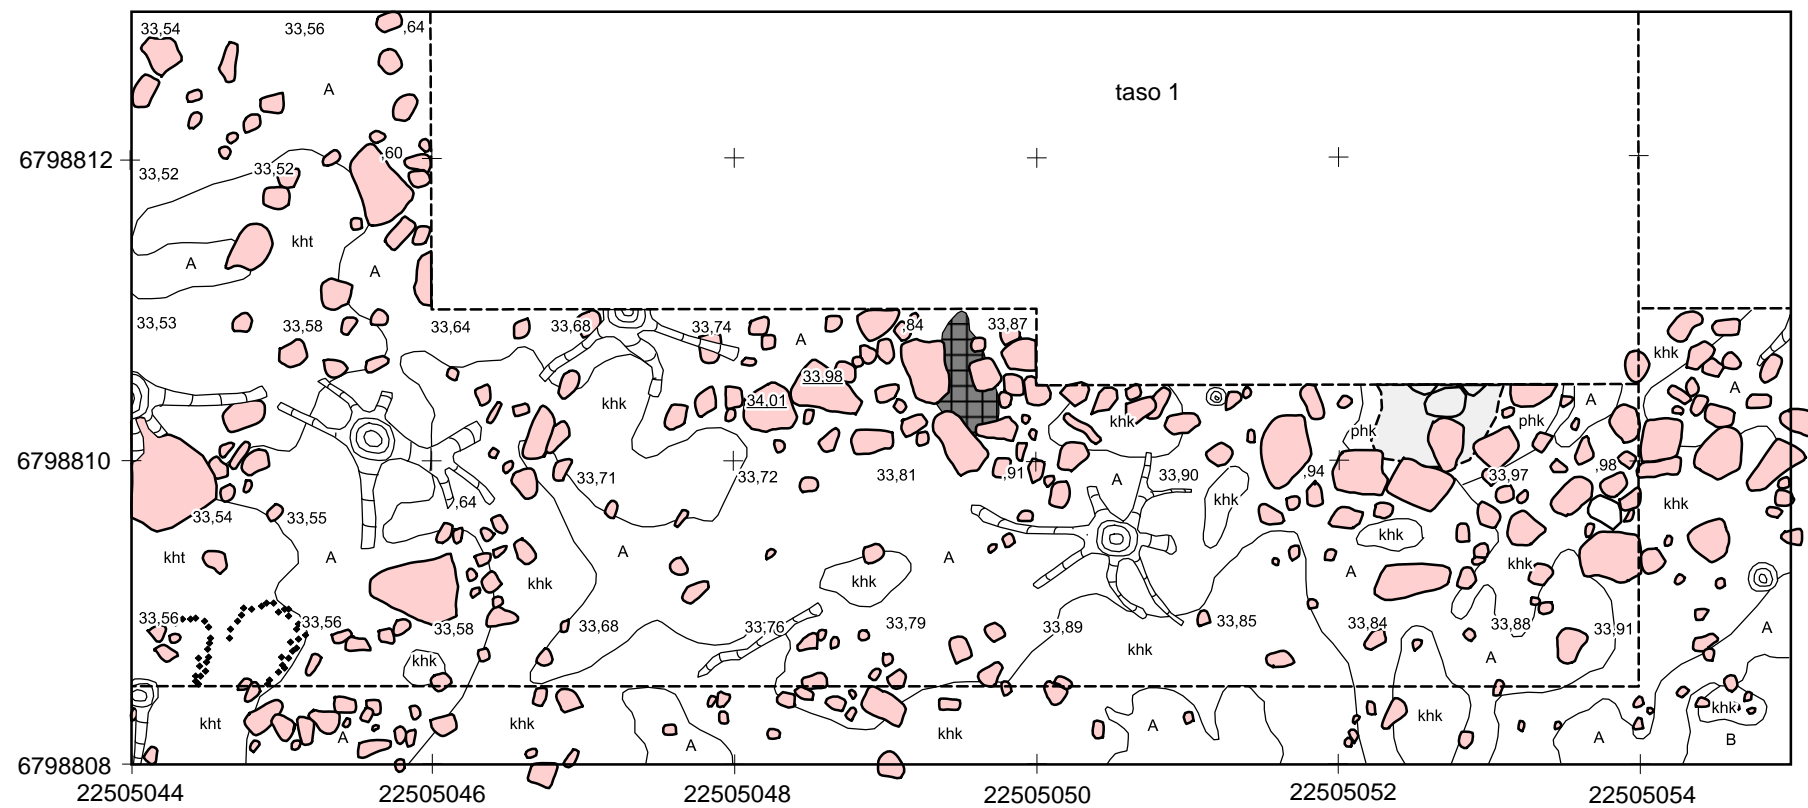 33,54 33,56 ,64
A taso 1
6798812 33,52 33,52 ,60
kht
A A
33,53 33,58 33,64 33,68 33,74 A ,84 33,87
khk A
33,98
khk 34,01 khk phk phk A
6798810 33,71 33,72 33,81 ,91 A 33,90 ,94 33,97 ,98
,64 khk khk
33,54 33,55
khk
kht A A A A khk
khk khk
33,56 33,56 33,58 33,68 33,76 33,79 33,89 33,85 33,84 33,88 33,91 A
khk khk A
kht A khk A khk A khk A khk B
6798808
22505044 22505046 22505048 22505050 22505052 22505054